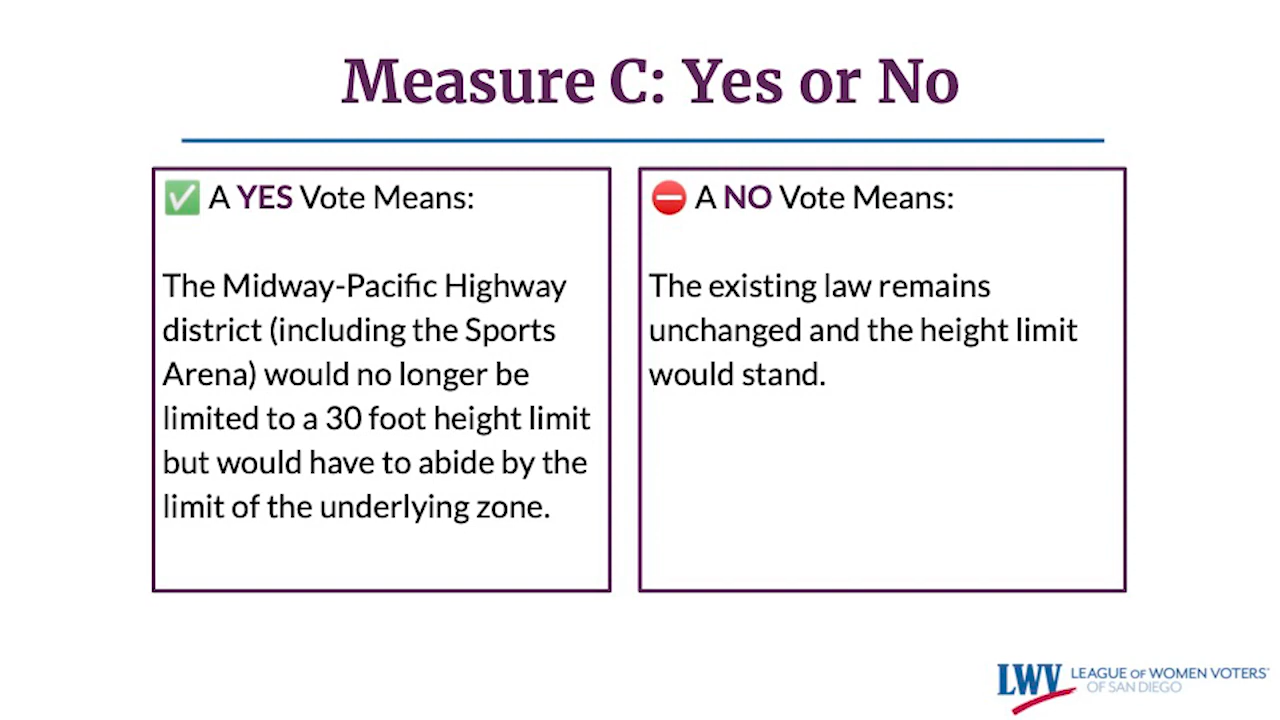 Measure C: Yes or No
✅ A YES Vote Means:
The Midway-Pacific Highway
district (including the Sports
Arena) would no longer be
limited to a 30 foot height limit
but would have to abide by the
limit of the underlying zone.
⛔ A NO Vote Means:
The existing law remains
unchanged and the height limit
would stand.
LWV LEAGUE OF WOMEN VOTERS
OF SAN DIEGO